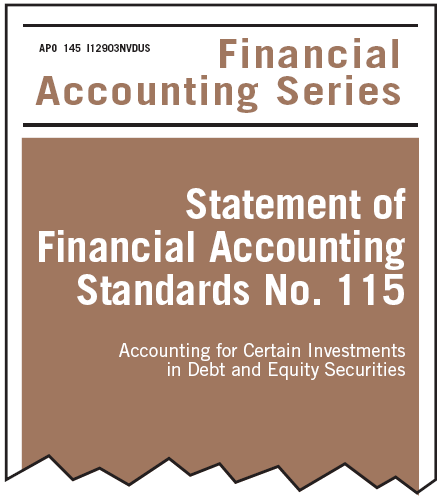 AP0 145 I12903NVDUS
Financial
Accounting Series
Statement of
Financial Accounting
Standards No. 115
Accounting for Certain Investments
in Debt and Equity Securities